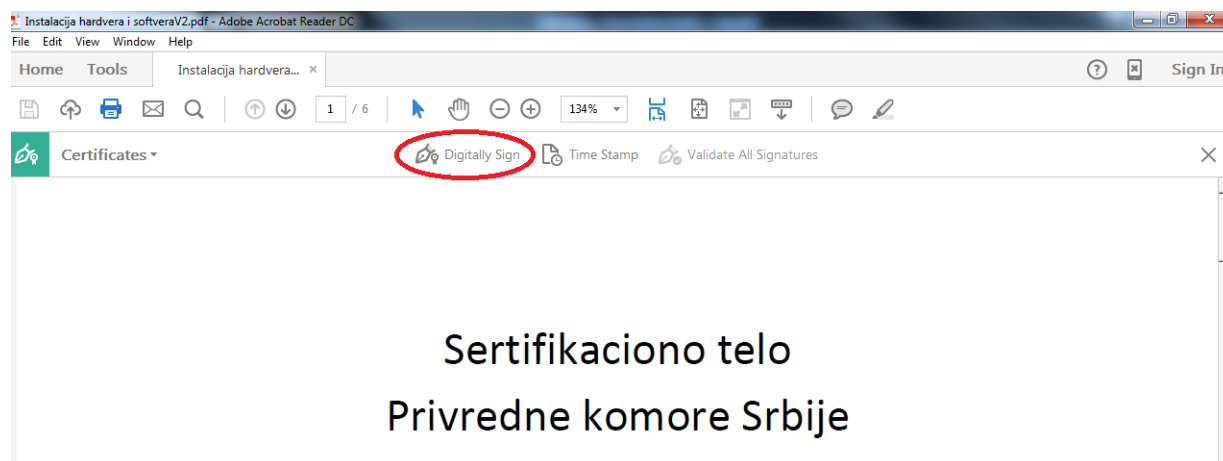 Instalacija hardvera i softveraV2.pdf - Adobe Acrobat Reader DC
File Edit View Window Help
Home Tools Instalacija hardvera... × Sign In
1 / 6 134%
Certificates Digitally Sign Time Stamp Validate All Signatures
Sertifikaciono telo
Privredne komore Srbije